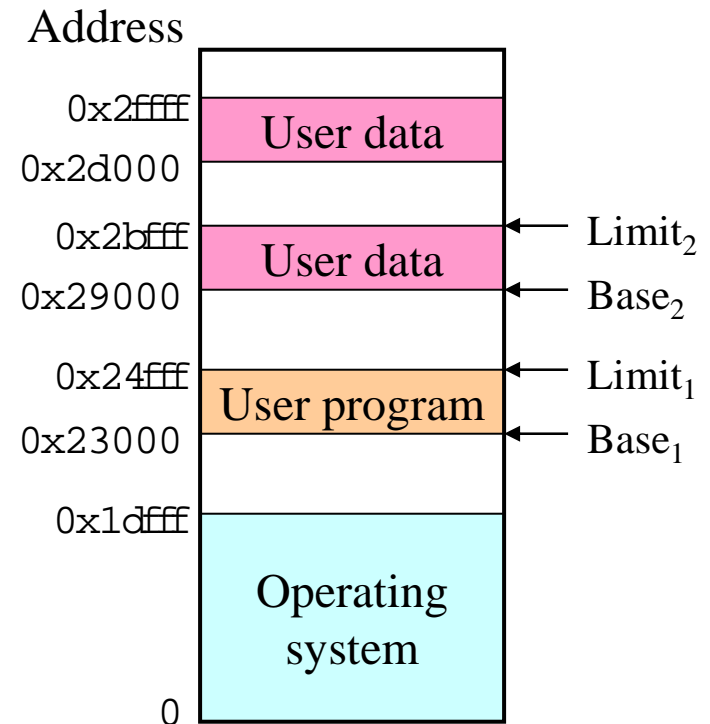 Address
0x2ffff
User data
0x2d000
0x2bfff
User data
Limit₂
0x29000
Base₂
0x24fff
User program
Limit₁
0x23000
Base₁
0x1dfff
Operating
system
0